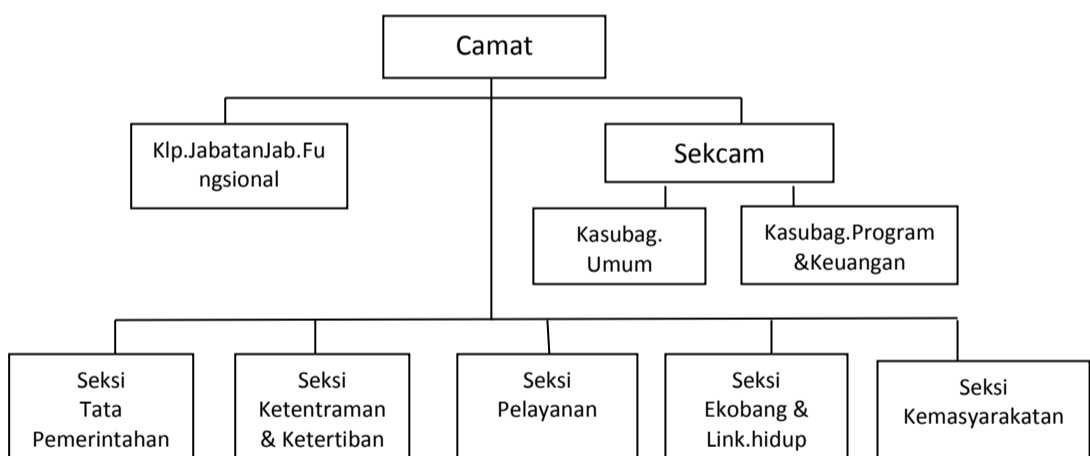 Camat
Klp.JabatanJab.Fu
ngsional
Sekcam
Kasubag.
Umum
Kasubag.Program
&Keuangan
Seksi
Tata
Pemerintahan
Seksi
Ketentraman
& Ketertiban
Seksi
Pelayanan
Seksi
Ekobang &
Link.hidup
Seksi
Kemasyarakatan